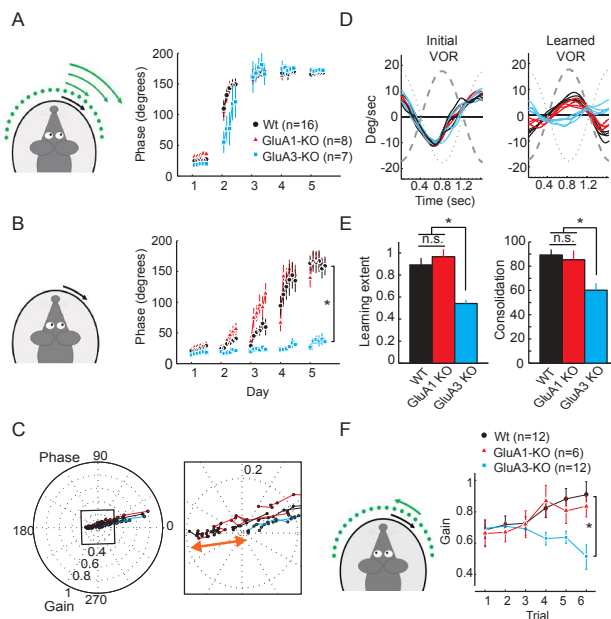 A
Phase (degrees)
200
150
100
50
0
Wt (n=16)
GluA1-KO (n=8)
GluA3-KO (n=7)
1 2 3 4 5
B
Phase (degrees)
200
150
100
50
0
*
1 2 3 4 5
Day
C
Phase
90
180
0
0.4
0.6
0.8
1
Gain
270
0.2
D
Initial
VOR
Learned
VOR
Deg/sec
20
10
0
-10
-20
0.4 0.8 1.2
Time (sec)
20
10
0
-10
-20
0.4 0.8 1.2
E
*
n.s.
Learning extent
1
0.8
0.6
0.4
0.2
0
WT
GluA1 KO
GluA3 KO
*
n.s.
Consolidation
100
80
60
40
20
0
WT
GluA1 KO
GluA3 KO
F
Wt (n=12)
GluA1-KO (n=6)
GluA3-KO (n=12)
Gain
1
0.8
0.6
0.4
*
1 2 3 4 5 6
Trial